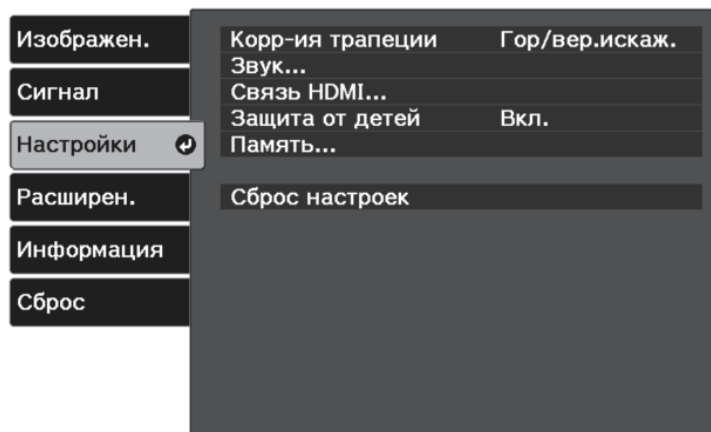 Изображен.
Сигнал
Настройки
Расширен.
Информация
Сброс
Корр-ия трапеции Гор/вер.искаж.
Звук...
Связь HDMI...
Защита от детей Вкл.
Память...
Сброс настроек